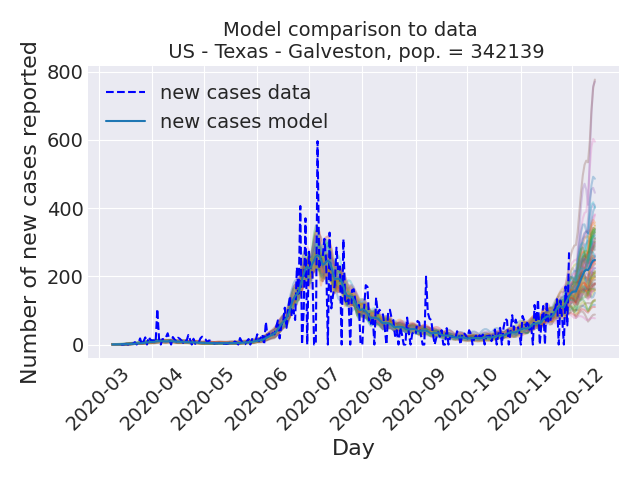 Model comparison to data
US - Texas - Galveston, pop. = 342139
Number of new cases reported
800
600
400
200
0
new cases data
new cases model
2020-03
2020-04
2020-05
2020-06
2020-07
2020-08
2020-09
2020-10
2020-11
2020-12
Day